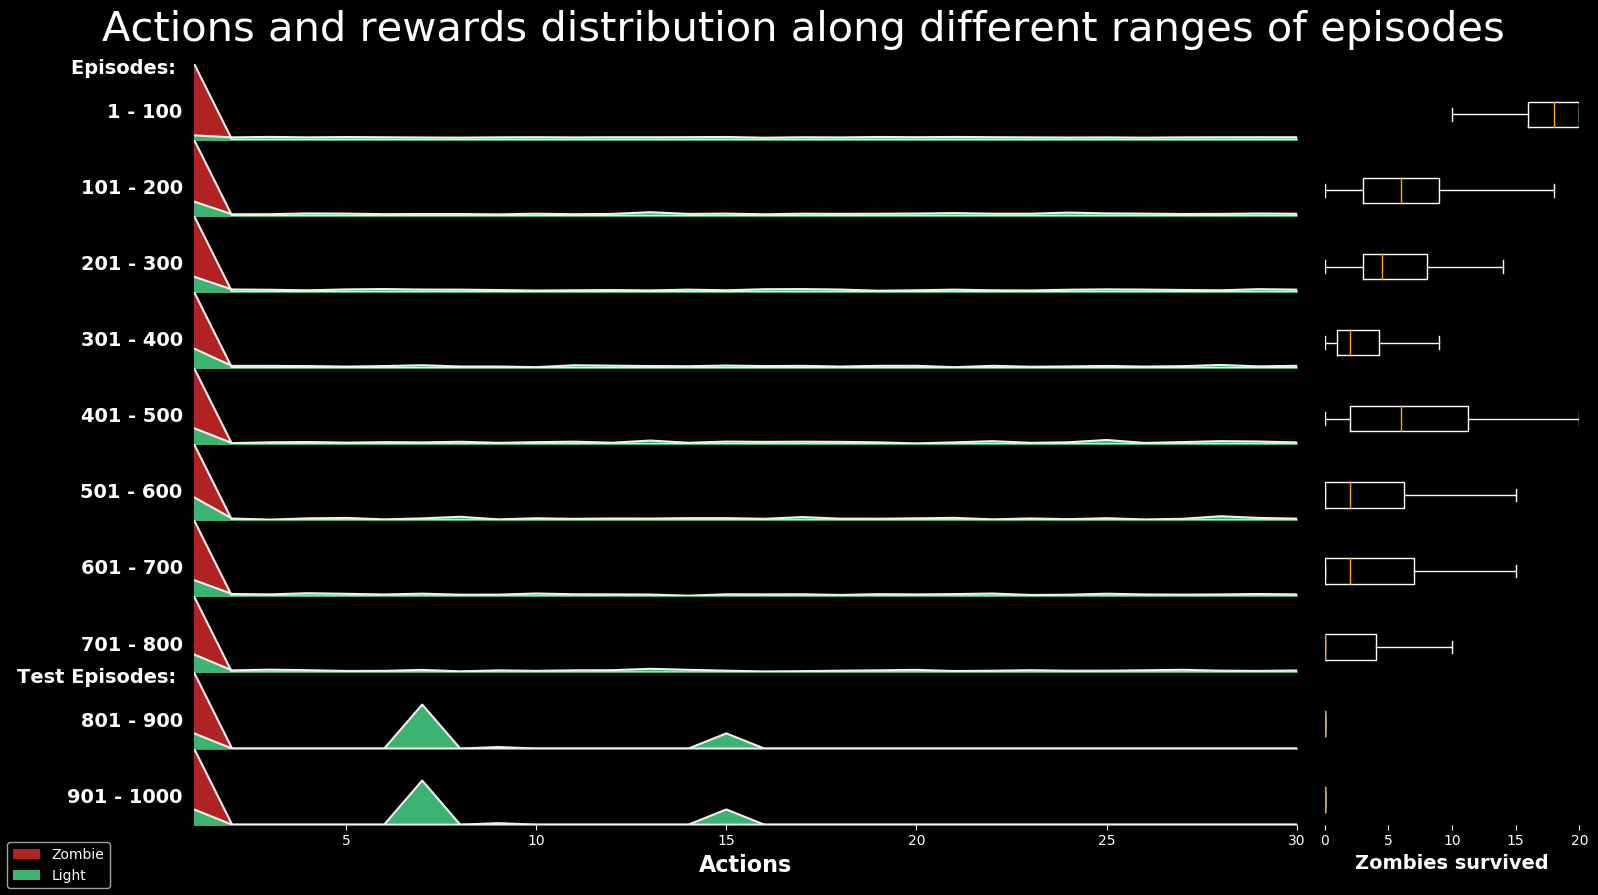 Actions and rewards distribution along different ranges of episodes
Episodes:
1 - 100
101 - 200
201 - 300
301 - 400
401 - 500
501 - 600
601 - 700
701 - 800
Test Episodes:
801 - 900
901 - 1000
5 10 15 20 25 30
Actions
0 5 10 15 20
Zombies survived
Zombie
Light